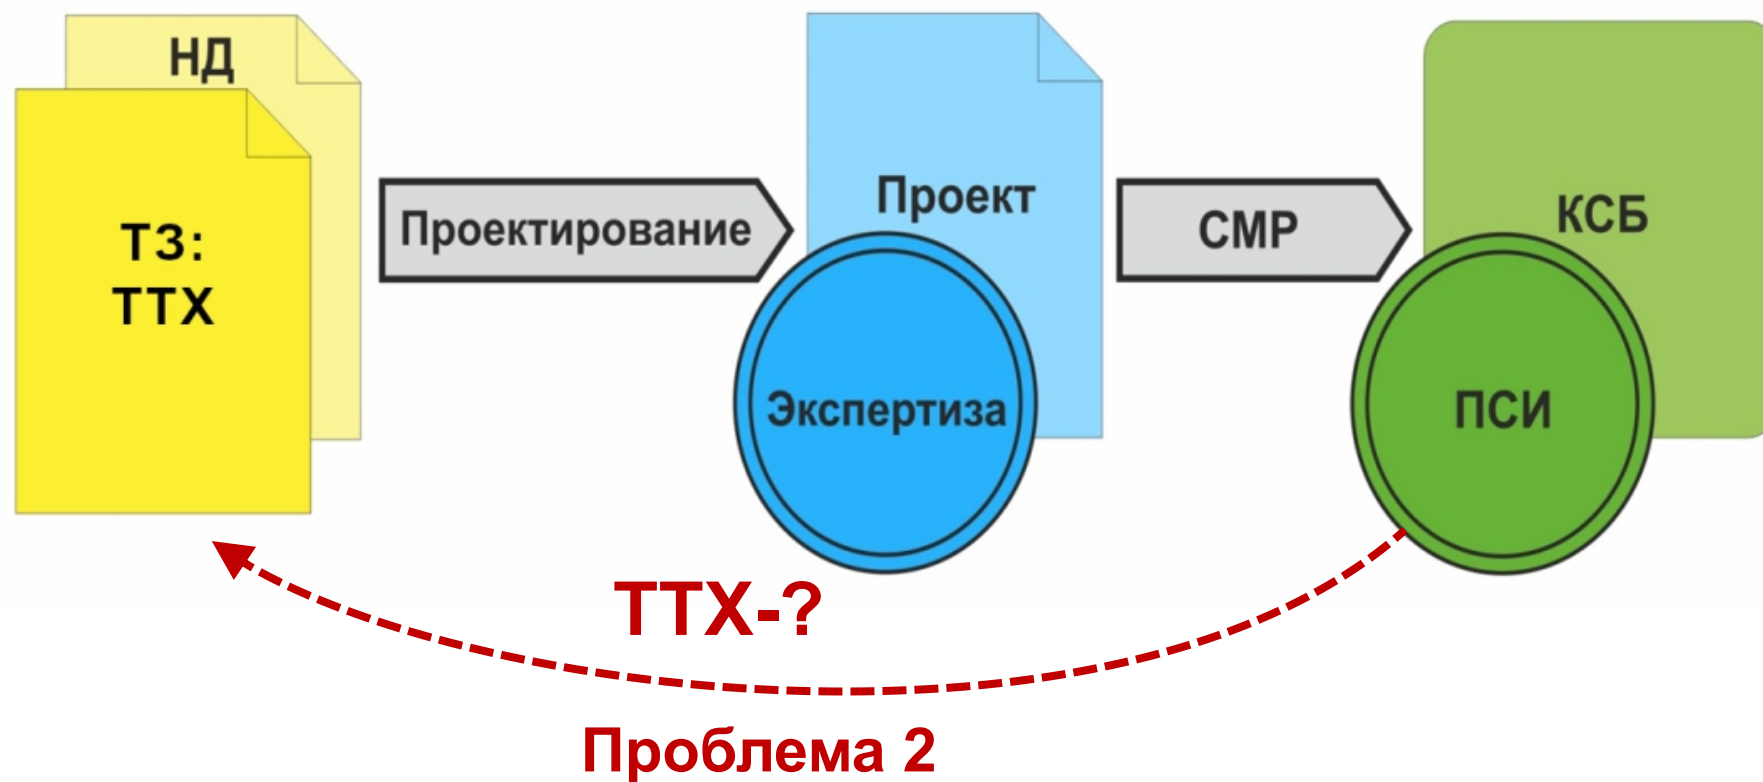 НД
ТЗ:
ТТХ
Проектирование
Проект
Экспертиза
СМР
КСБ
ПСИ
ТТХ-?
Проблема 2